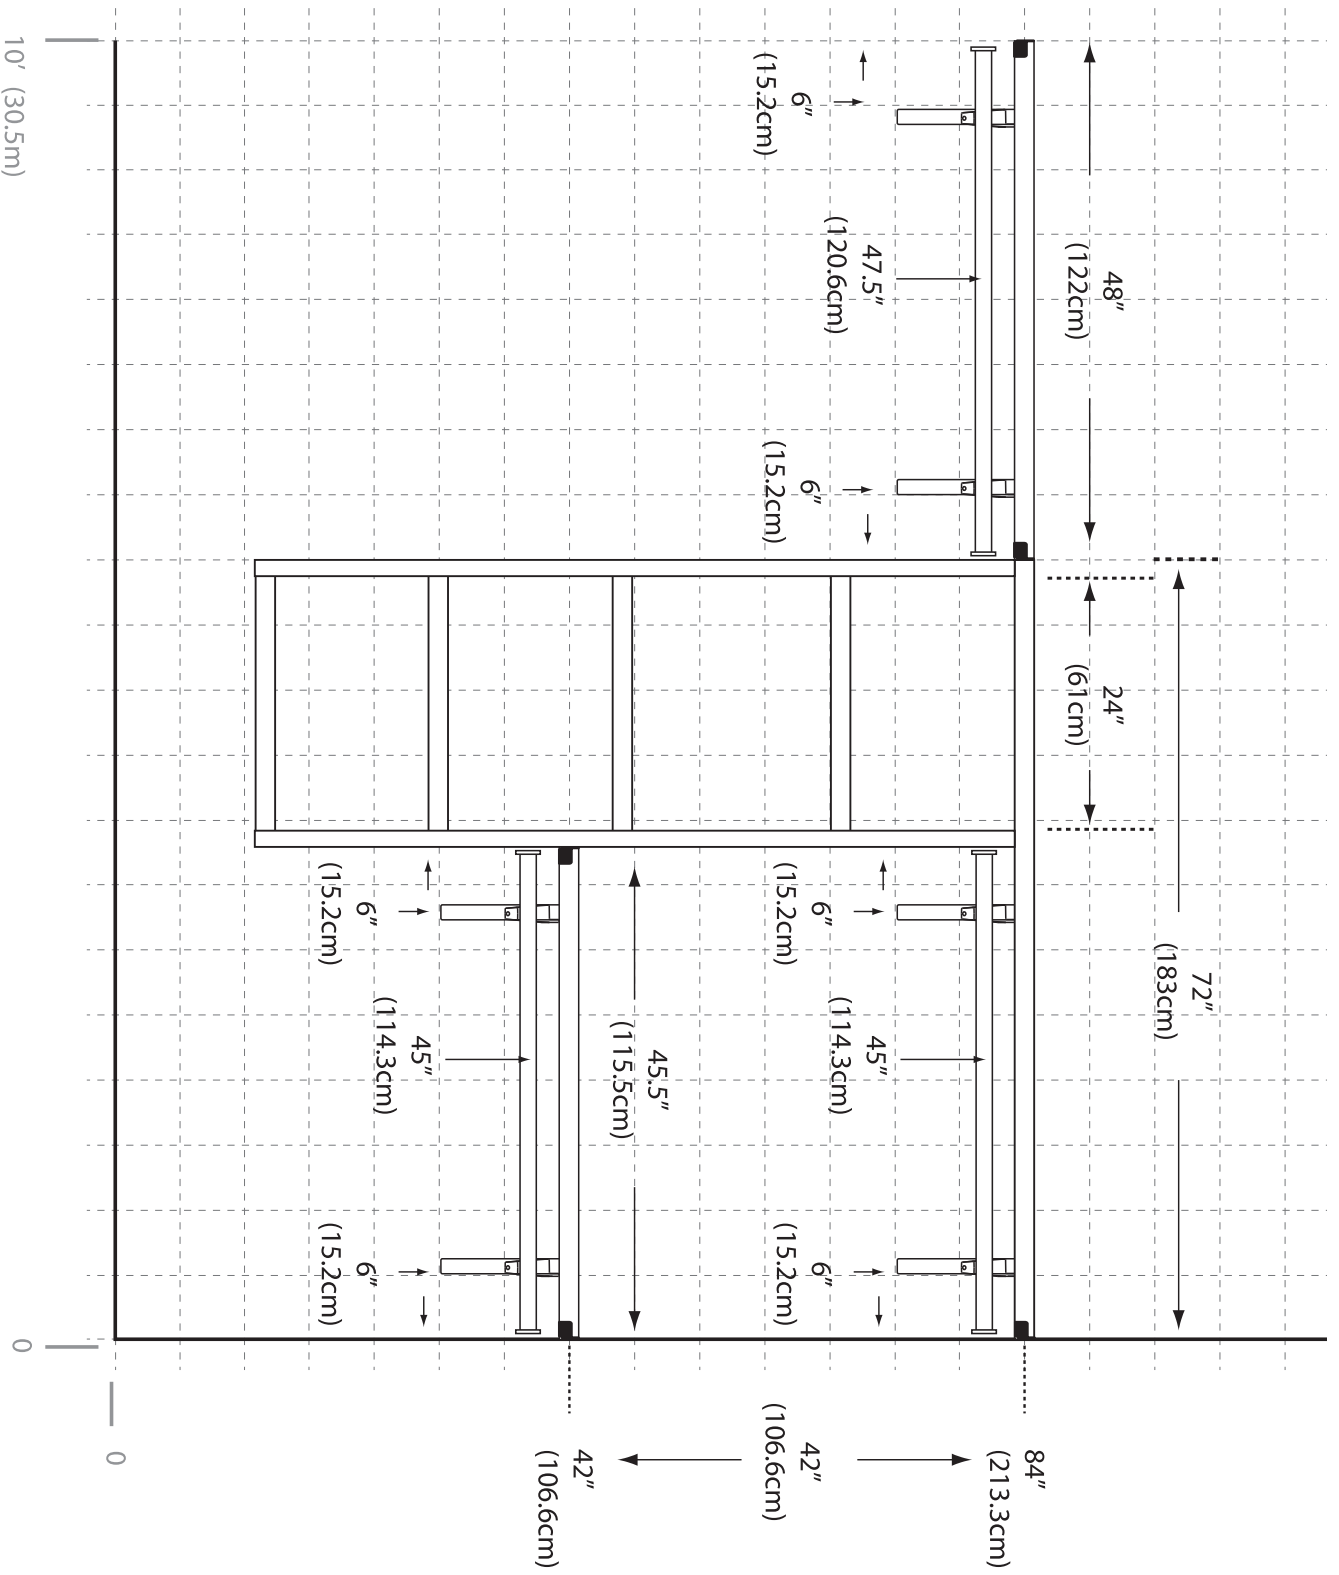 72″
(183cm)
48″
(122cm)
24″
(61cm)
84″
(213.3cm)
6″
(15.2cm)
47.5″
(120.6cm)
6″
(15.2cm)
6″
(15.2cm)
45″
(114.3cm)
6″
(15.2cm)
42″
(106.6cm)
45.5″
(115.5cm)
42″
(106.6cm)
6″
(15.2cm)
45″
(114.3cm)
6″
(15.2cm)
0
10′ (30.5m)
0